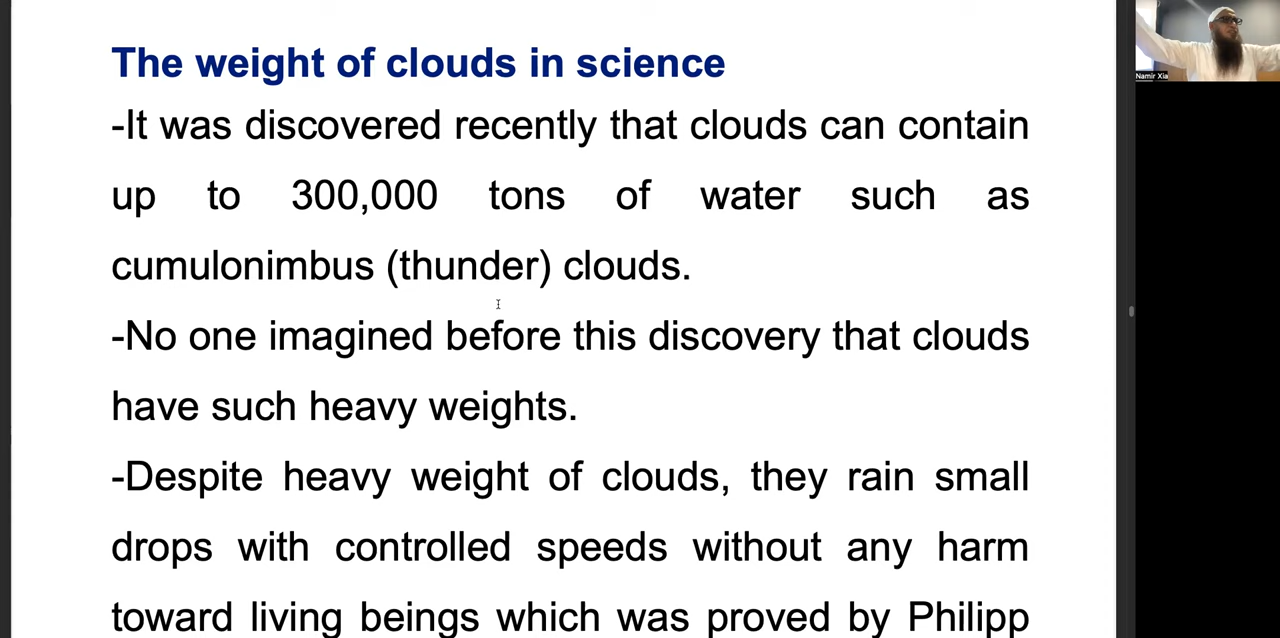 The weight of clouds in science
-It was discovered recently that clouds can contain
up to 300,000 tons of water such as
cumulonimbus (thunder) clouds.
-No one imagined before this discovery that clouds
have such heavy weights.
-Despite heavy weight of clouds, they rain small
drops with controlled speeds without any harm
toward living beings which was proved by Philipp
Namir Xia